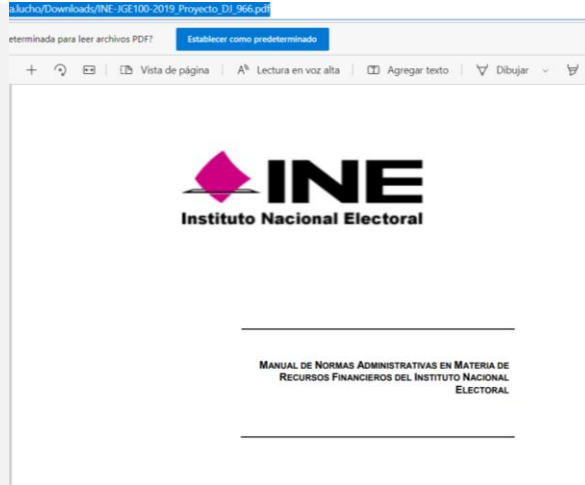 a.lucho/Downloads/INE-JGE100-2019_Proyecto_DJ_966.pdf
eterminada para leer archivos PDF? Establecer como predeterminado
Vista de página Lectura en voz alta Agregar texto Dibujar
INE
Instituto Nacional Electoral
MANUAL DE NORMAS ADMINISTRATIVAS EN MATERIA DE
RECURSOS FINANCIEROS DEL INSTITUTO NACIONAL
ELECTORAL